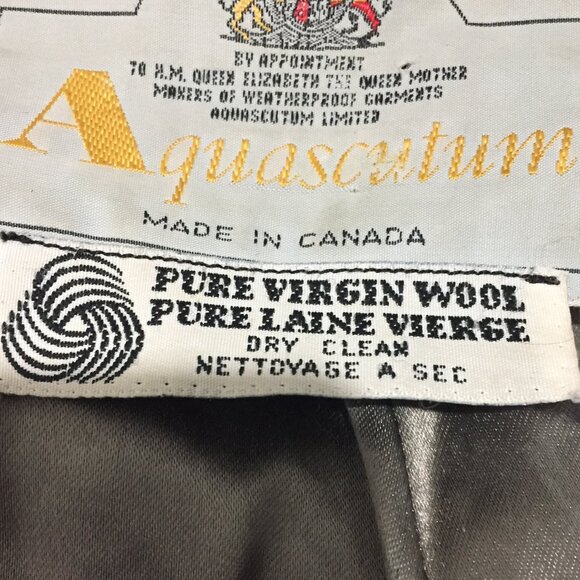 BY APPOINTMENT
TO H.M. QUEEN ELIZABETH THE QUEEN MOTHER
MAKERS OF WEATHERPROOF GARMENTS
AQUASCUTUM LIMITED
Aquascutum
MADE IN CANADA
PURE VIRGIN WOOL
PURE LAINE VIERGE
DRY CLEAN
NETTOYAGE A SEC